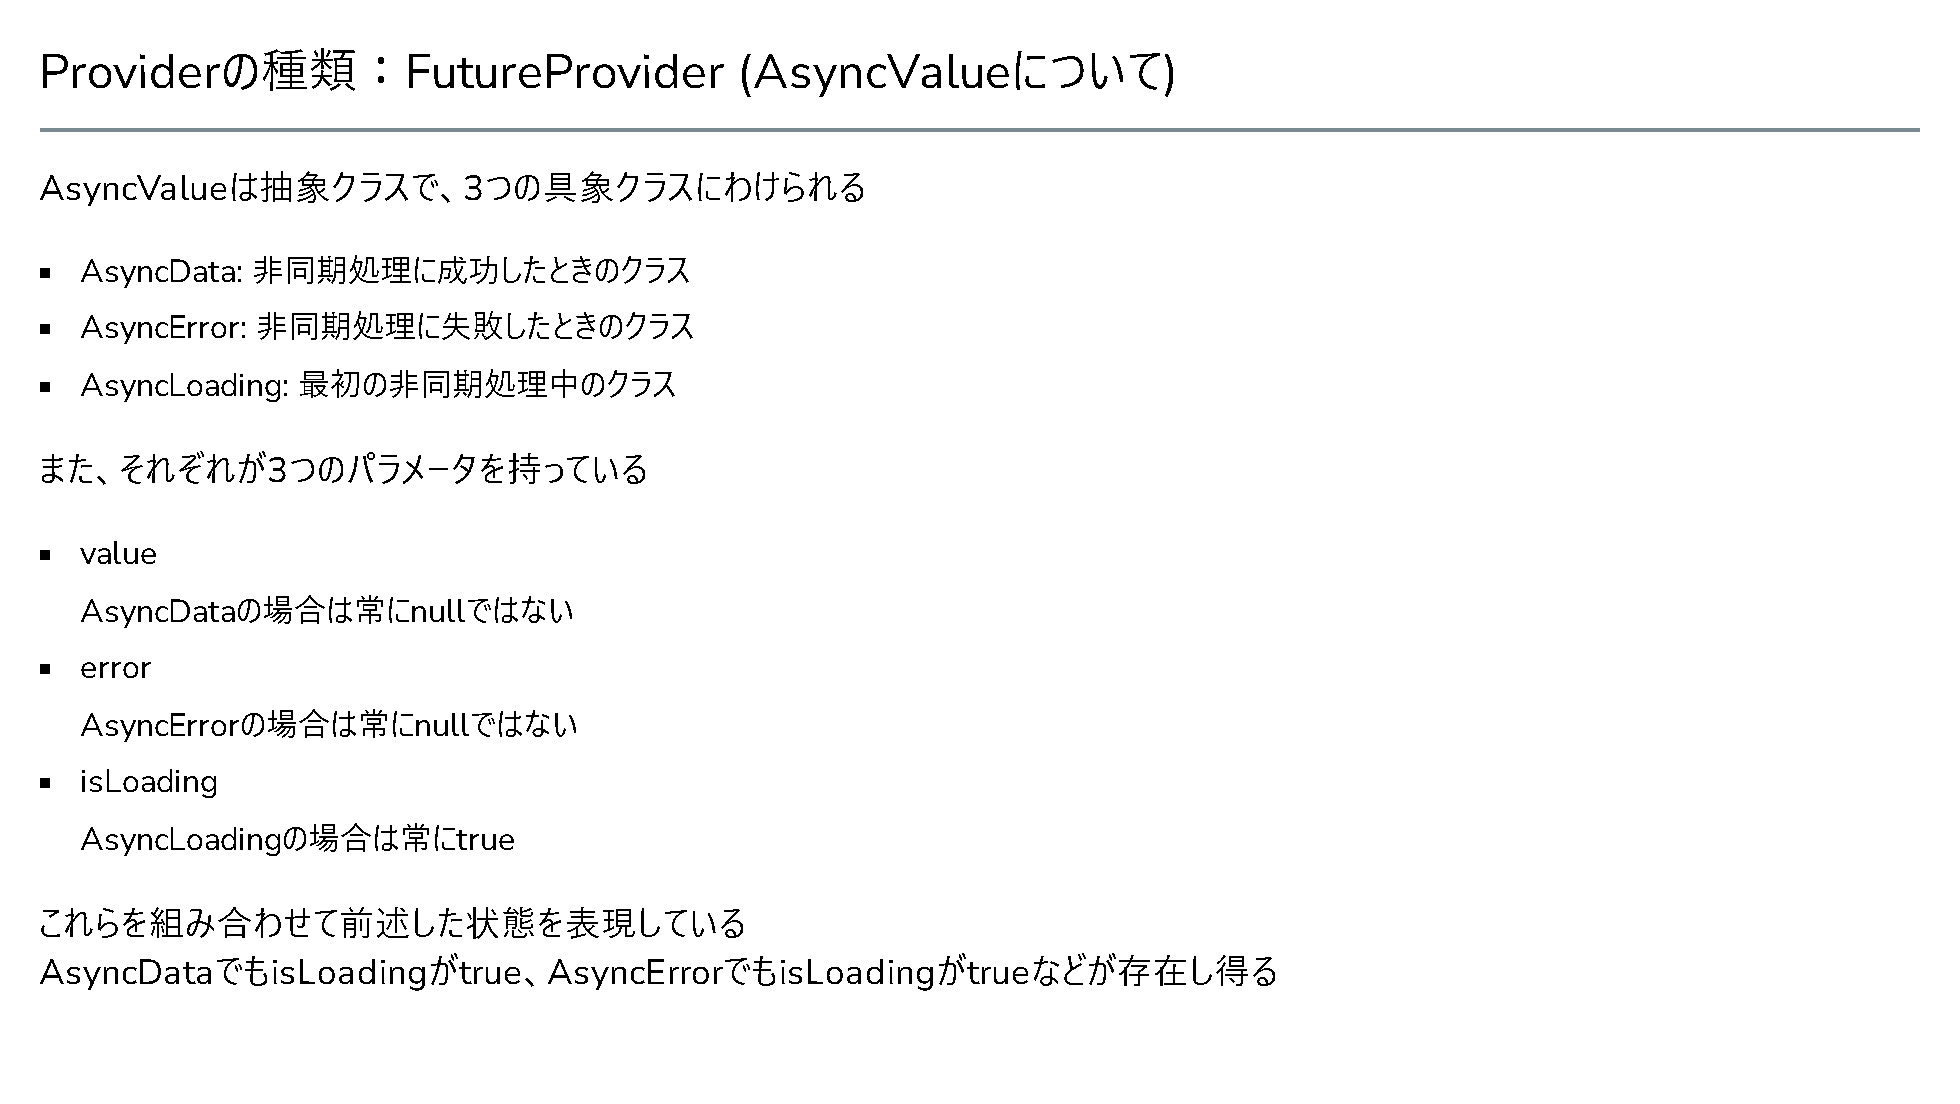 Providerの種類：FutureProvider (AsyncValueについて)
AsyncValueは抽象クラスで、3つの具象クラスにわけられる
▪ AsyncData: 非同期処理に成功したときのクラス
▪ AsyncError: 非同期処理に失敗したときのクラス
▪ AsyncLoading: 最初の非同期処理中のクラス
また、それぞれが3つのパラメータを持っている
▪ value
AsyncDataの場合は常にnullではない
▪ error
AsyncErrorの場合は常にnullではない
▪ isLoading
AsyncLoadingの場合は常にtrue
これらを組み合わせて前述した状態を表現している
AsyncDataでもisLoadingがtrue、AsyncErrorでもisLoadingがtrueなどが存在し得る